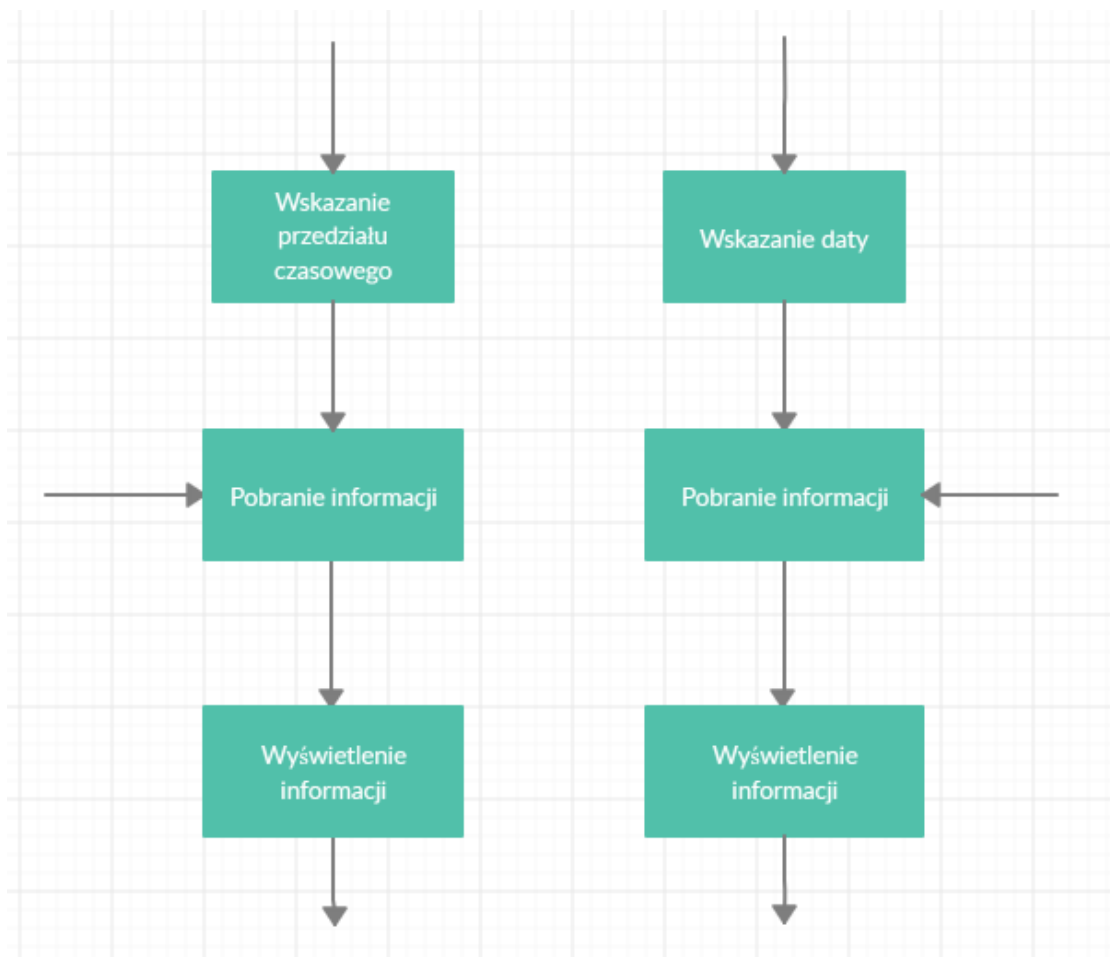 Wskazanie
przedziału
czasowego
Wskazanie daty
Pobranie informacji
Pobranie informacji
Wyświetlenie
informacji
Wyświetlenie
informacji